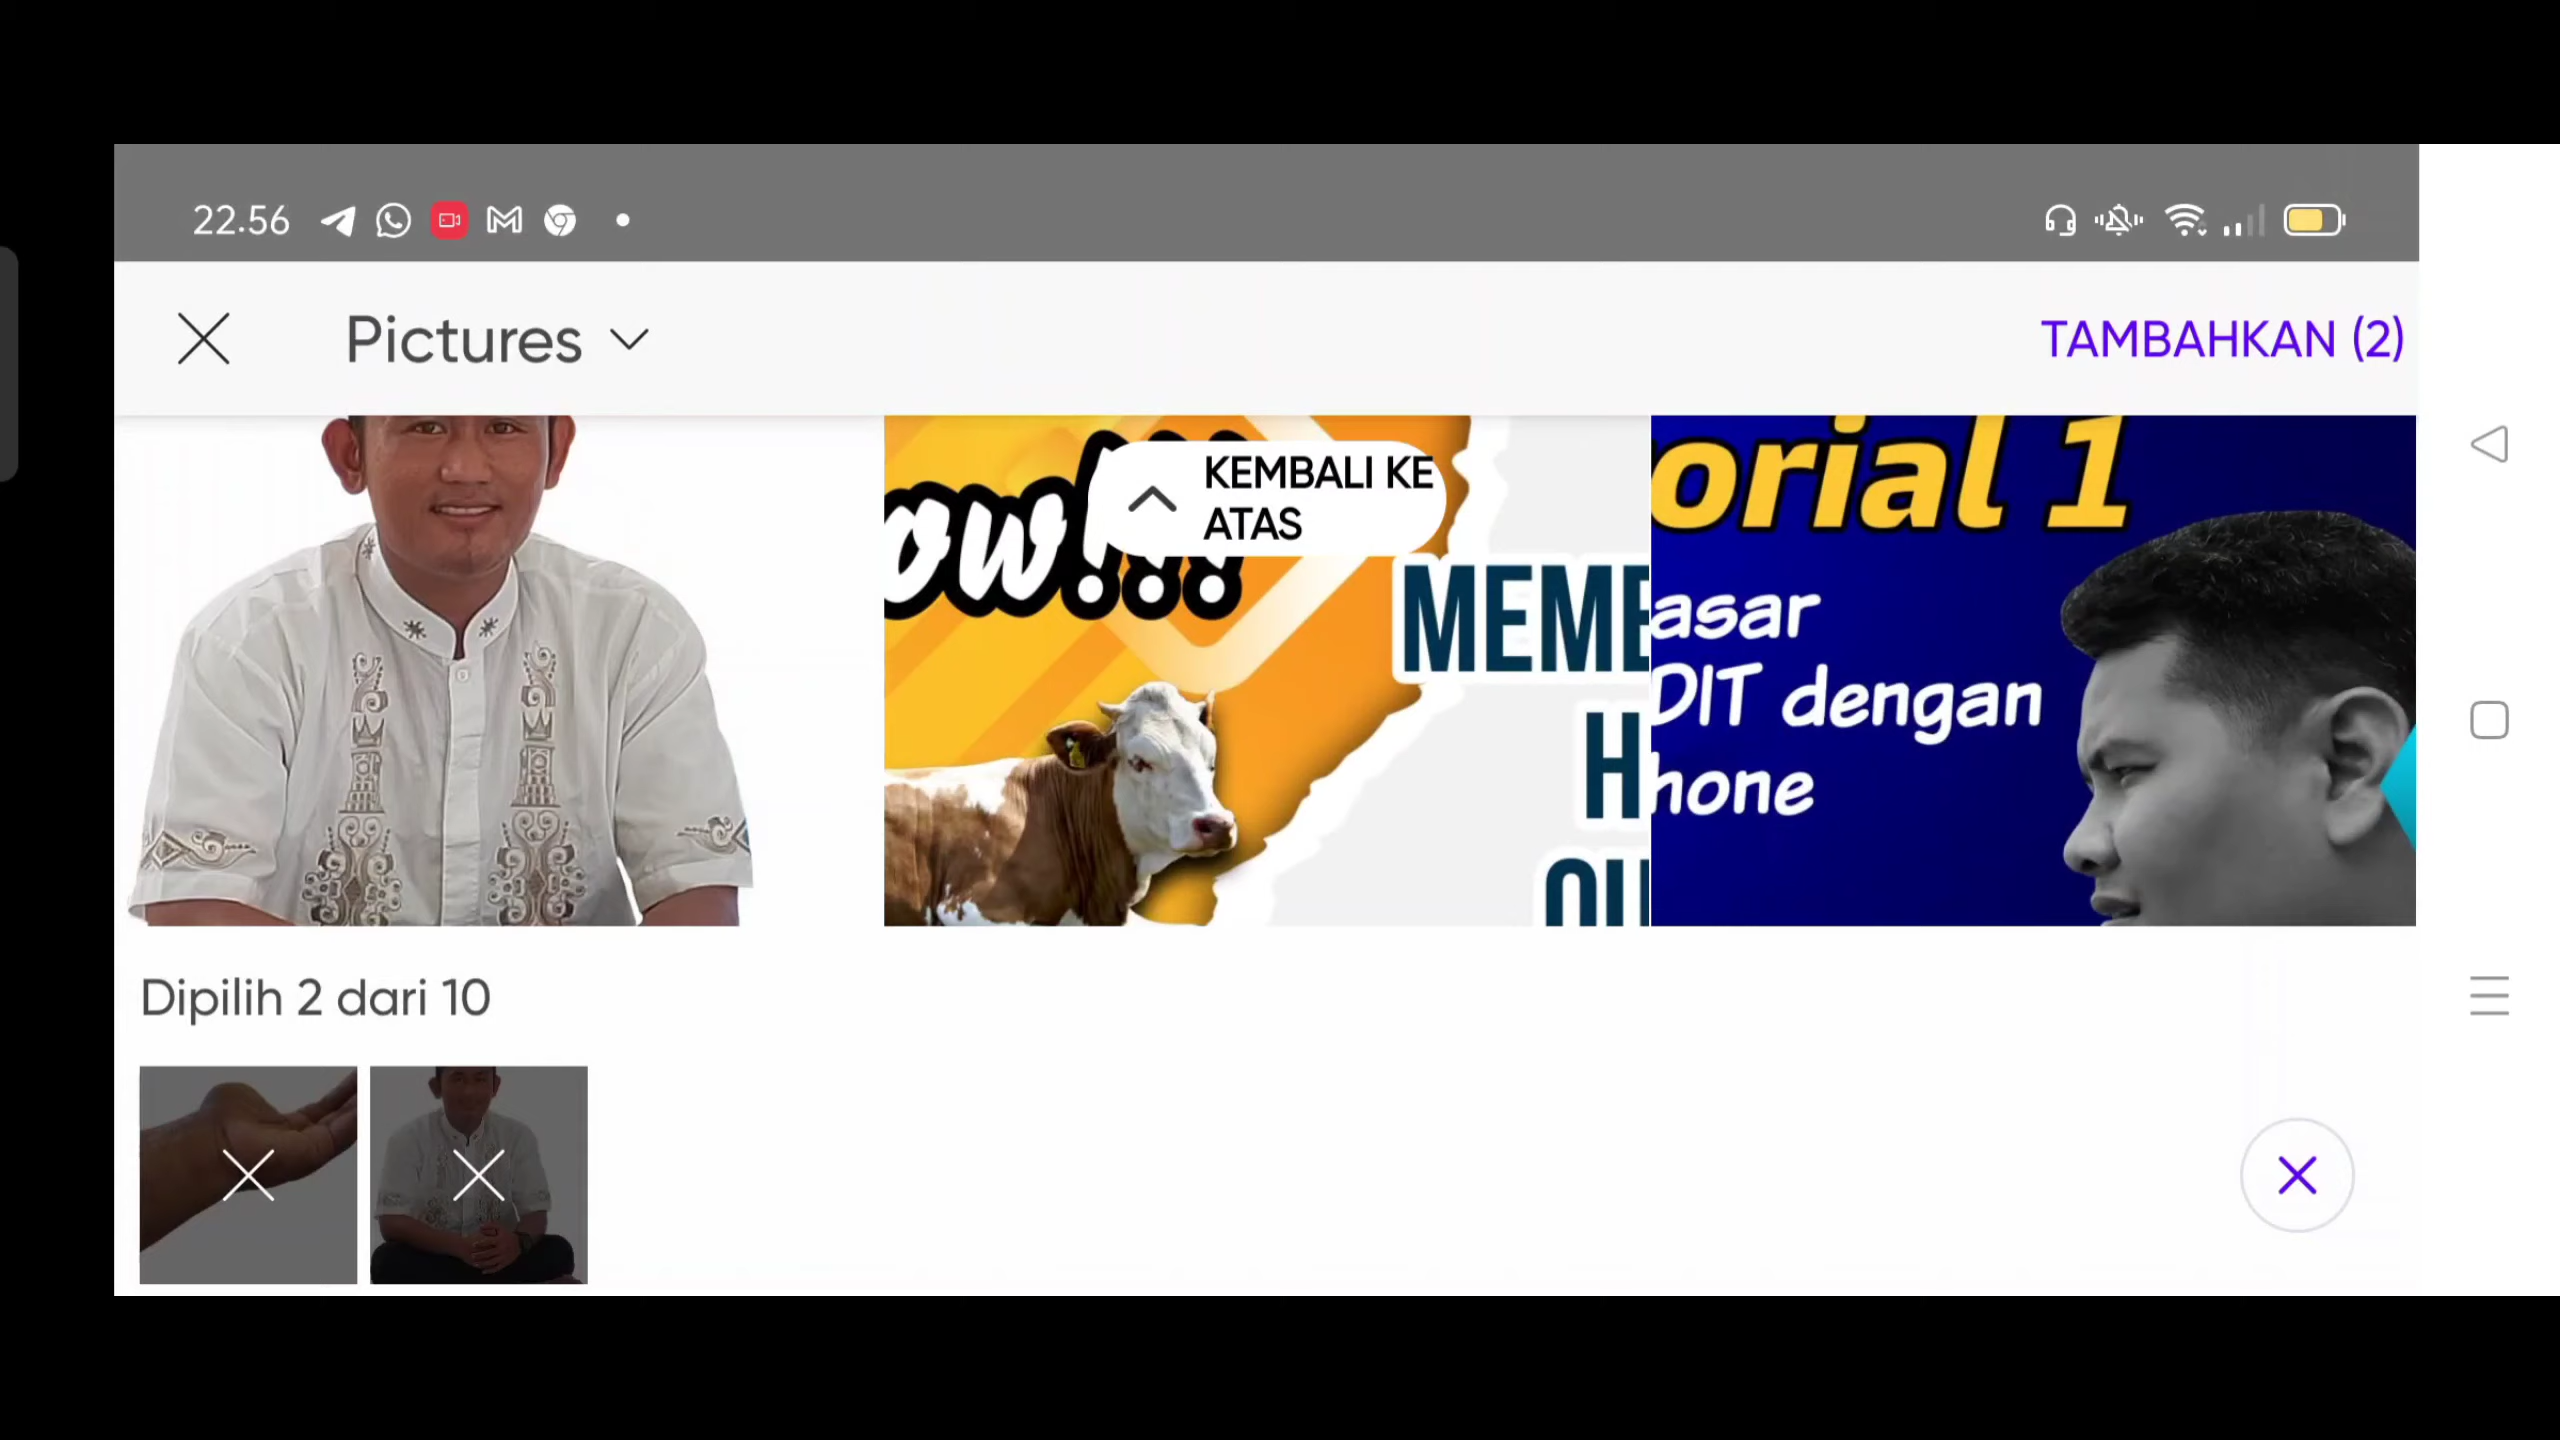 22.56
Pictures
TAMBAHKAN (2)
KEMBALI KE
ATAS
ow!!!
MEME
H
orial 1
asar
DIT dengan
hone
Dipilih 2 dari 10